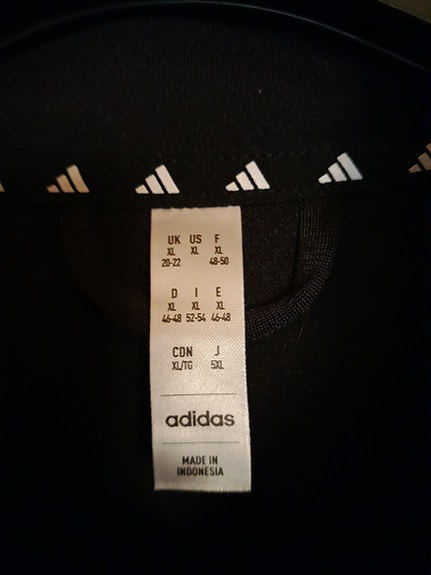 UK US F
XL XL XL
20-22 48-50
D I E
XL XL XL
46-48 52-54 46-48
CDN J
XL/TG 5XL
adidas
MADE IN
INDONESIA